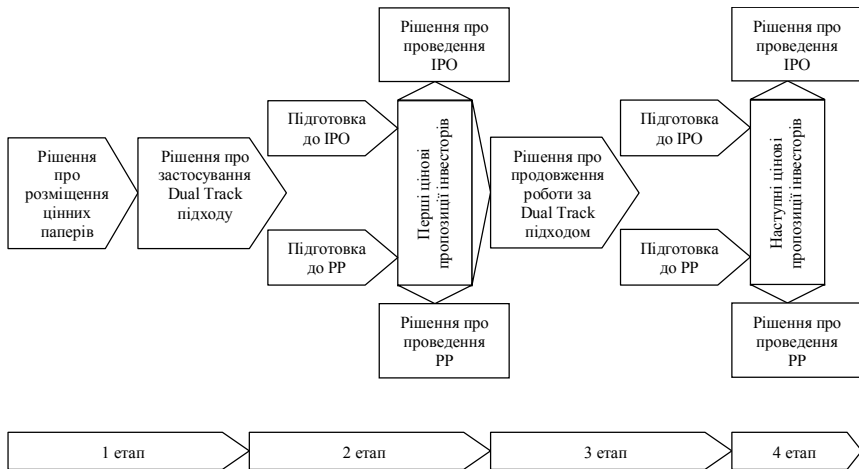 Рішення про
проведення
IPO
Рішення про
проведення
IPO
Підготовка
до IPO
Підготовка
до IPO
Рішення
про
розміщення
цінних
паперів
Рішення про
застосування
Dual Track
підходу
Перші цінові
пропозиції інвесторів
Рішення про
продовження
роботи за
Dual Track
підходом
Наступні цінові
пропозиції інвесторів
Підготовка
до PP
Підготовка
до PP
Рішення про
проведення
PP
Рішення про
проведення
PP
1 етап
2 етап
3 етап
4 етап